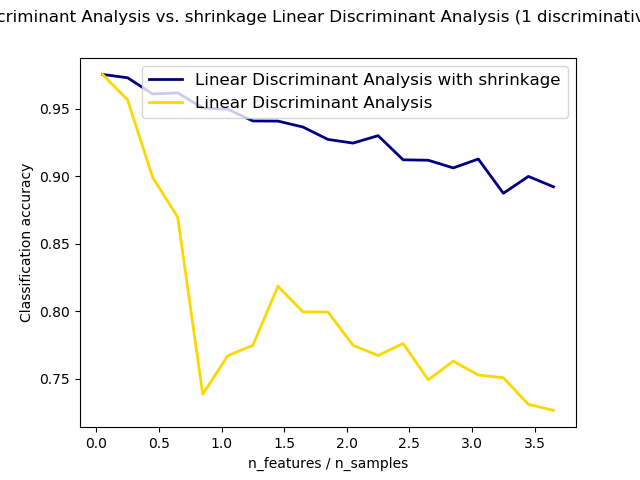 criminant Analysis vs. shrinkage Linear Discriminant Analysis (1 discriminativ
Linear Discriminant Analysis with shrinkage
Linear Discriminant Analysis
Classification accuracy
0.95
0.90
0.85
0.80
0.75
0.0 0.5 1.0 1.5 2.0 2.5 3.0 3.5
n_features / n_samples